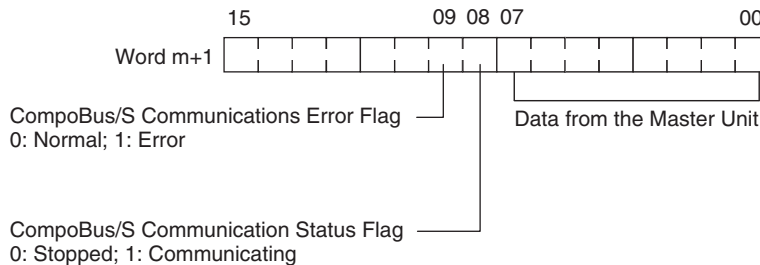 15 09 08 07 00
Word m+1
CompoBus/S Communications Error Flag
0: Normal; 1: Error
Data from the Master Unit
CompoBus/S Communication Status Flag
0: Stopped; 1: Communicating